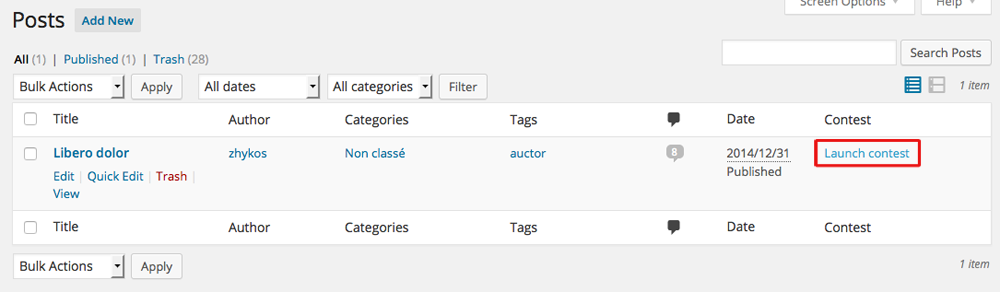 Screen Options Help
Posts Add New
All (1) | Published (1) | Trash (28)
Search Posts
Bulk Actions Apply All dates All categories Filter 1 item
Title Author Categories Tags Date Contest
Libero dolor zhykos Non classé auctor 8 2014/12/31 Launch contest
Edit | Quick Edit | Trash | Published
View
Title Author Categories Tags Date Contest
Bulk Actions Apply 1 item